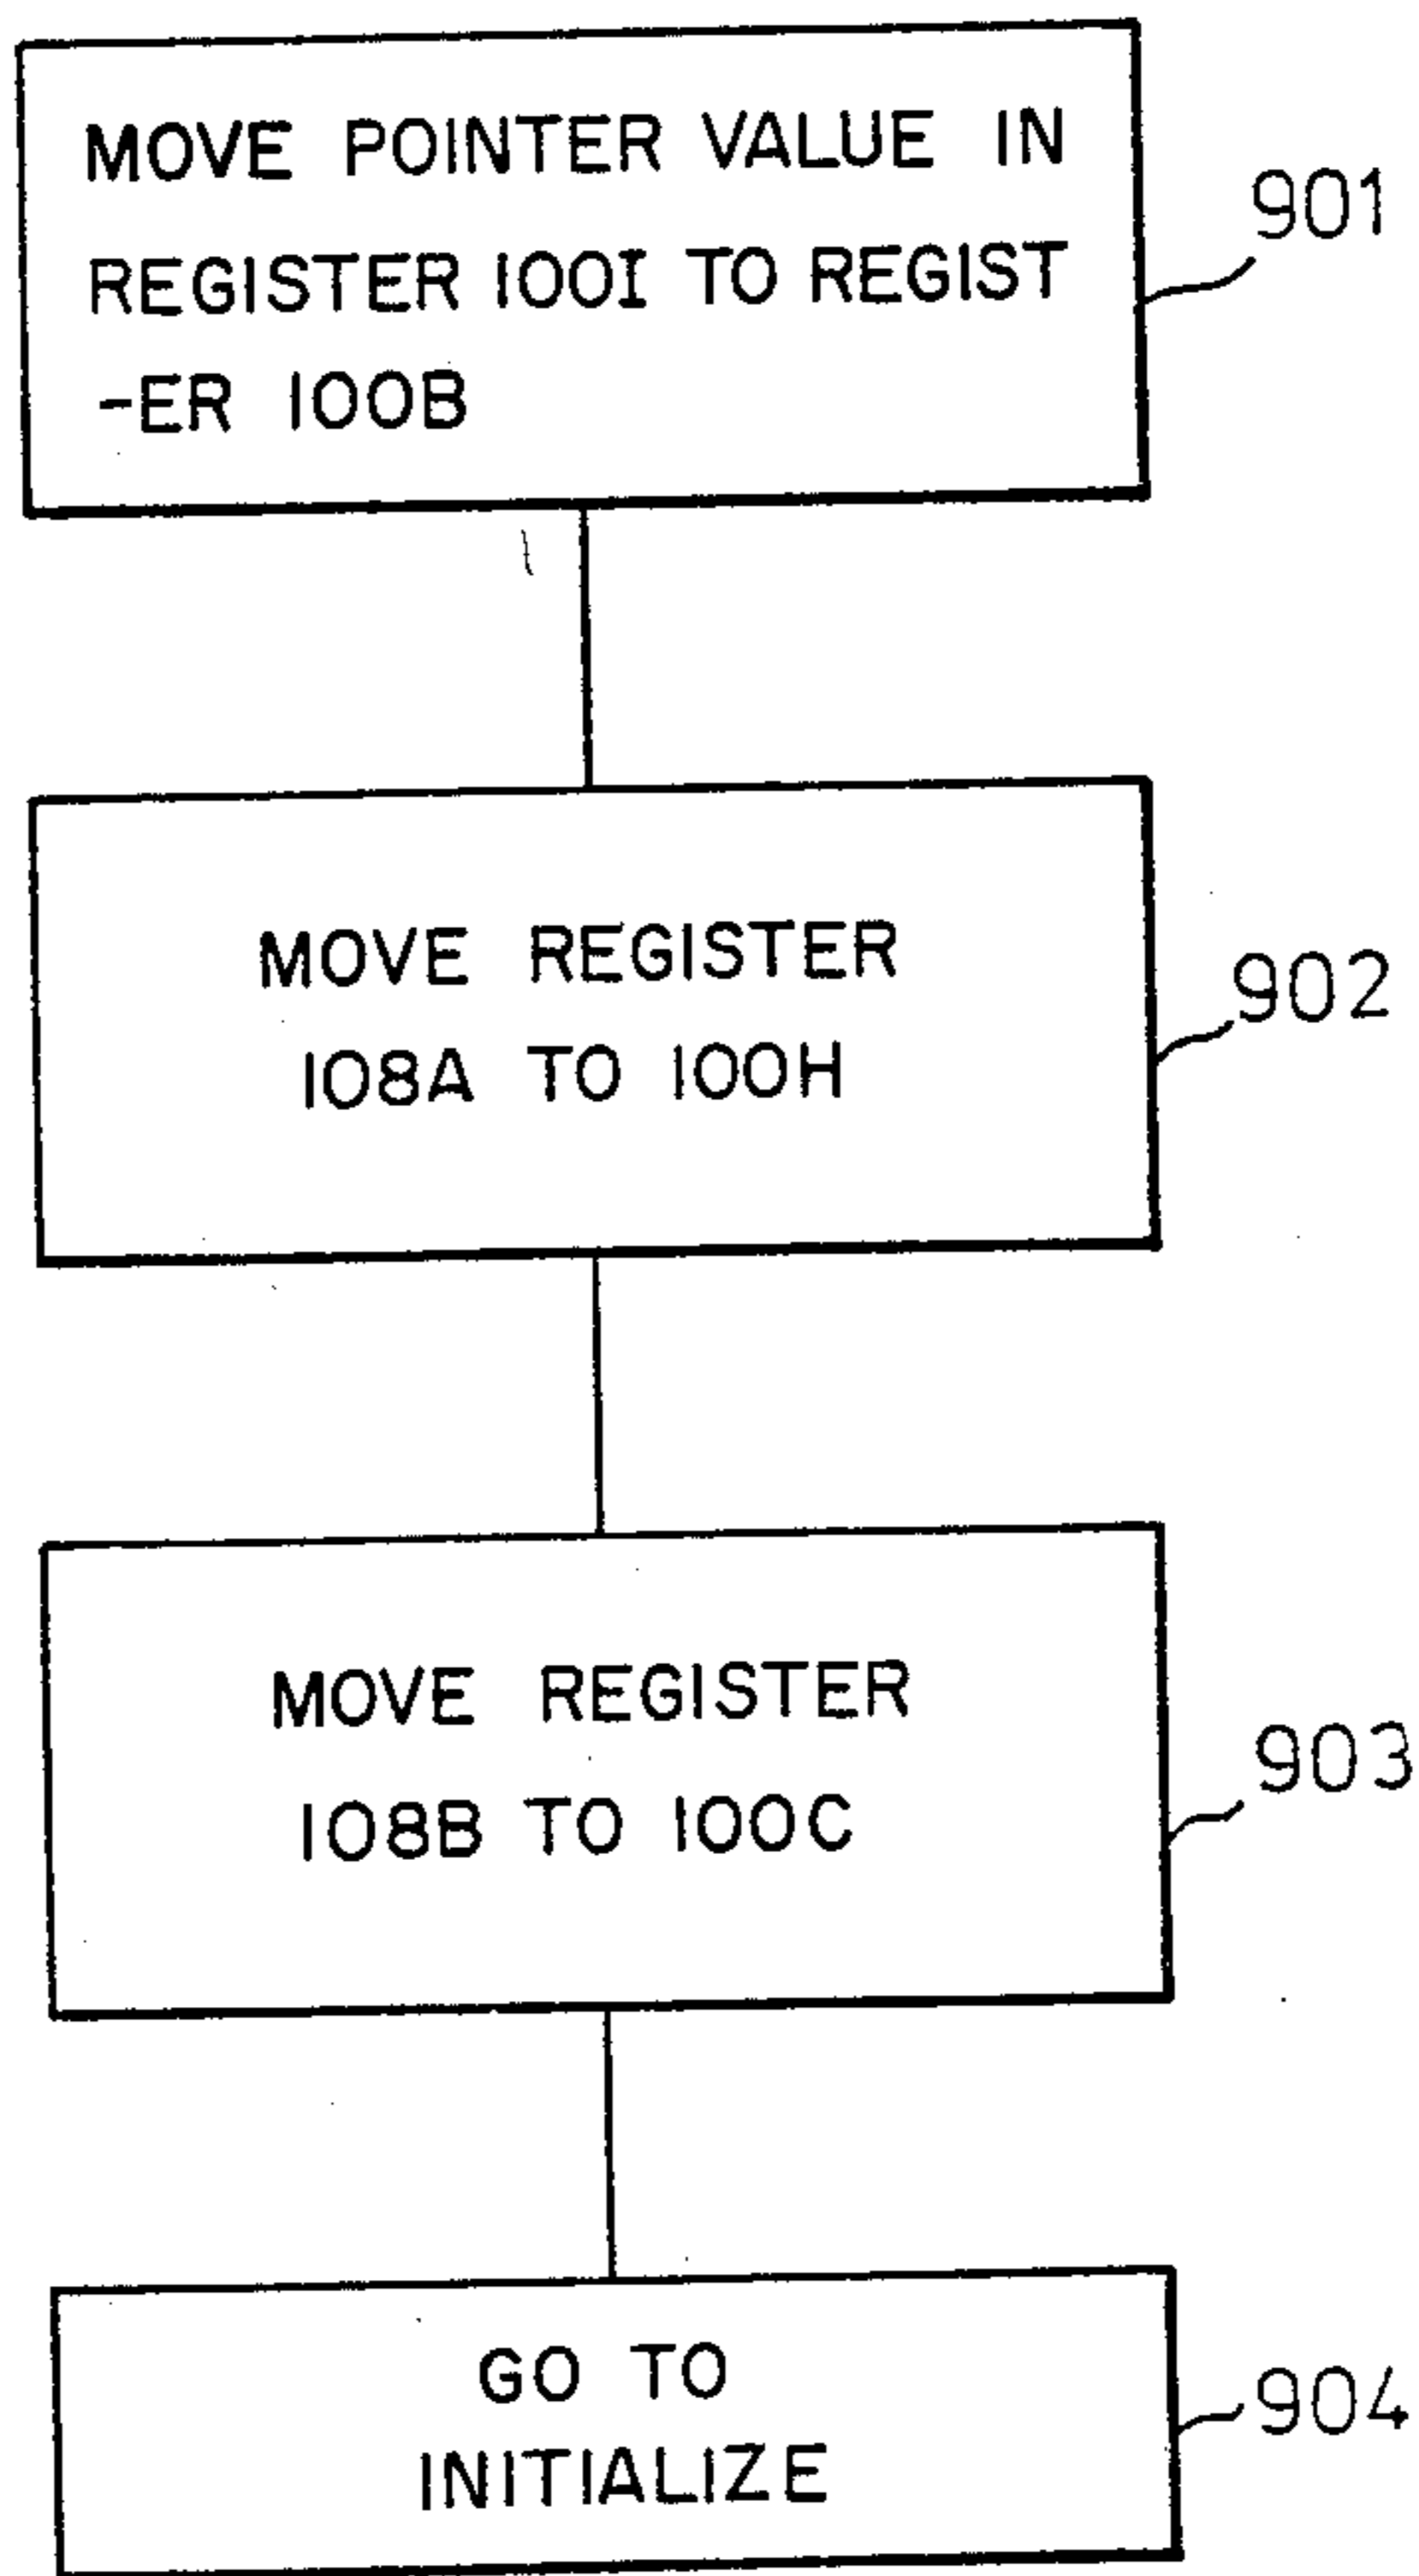 MOVE POINTER VALUE IN
REGISTER 100I TO REGIST
-ER 100B
901
MOVE REGISTER
108A TO 100H
902
MOVE REGISTER
108B TO 100C
903
GO TO
INITIALIZE
904